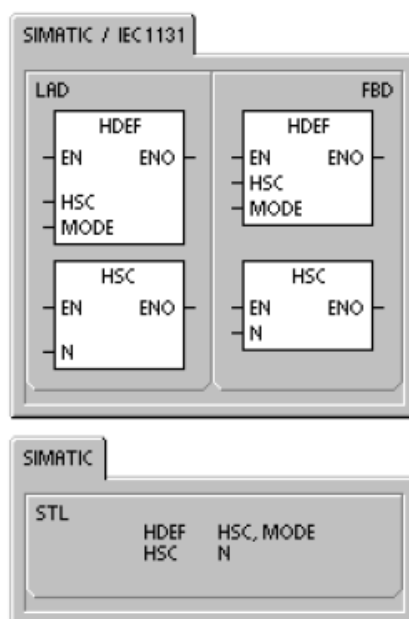 SIMATIC / IEC1131
LAD
HDEF
EN ENO
HSC
MODE
HSC
EN ENO
N
FBD
HDEF
EN ENO
HSC
MODE
HSC
EN ENO
N
SIMATIC
STL
HDEF HSC, MODE
HSC N